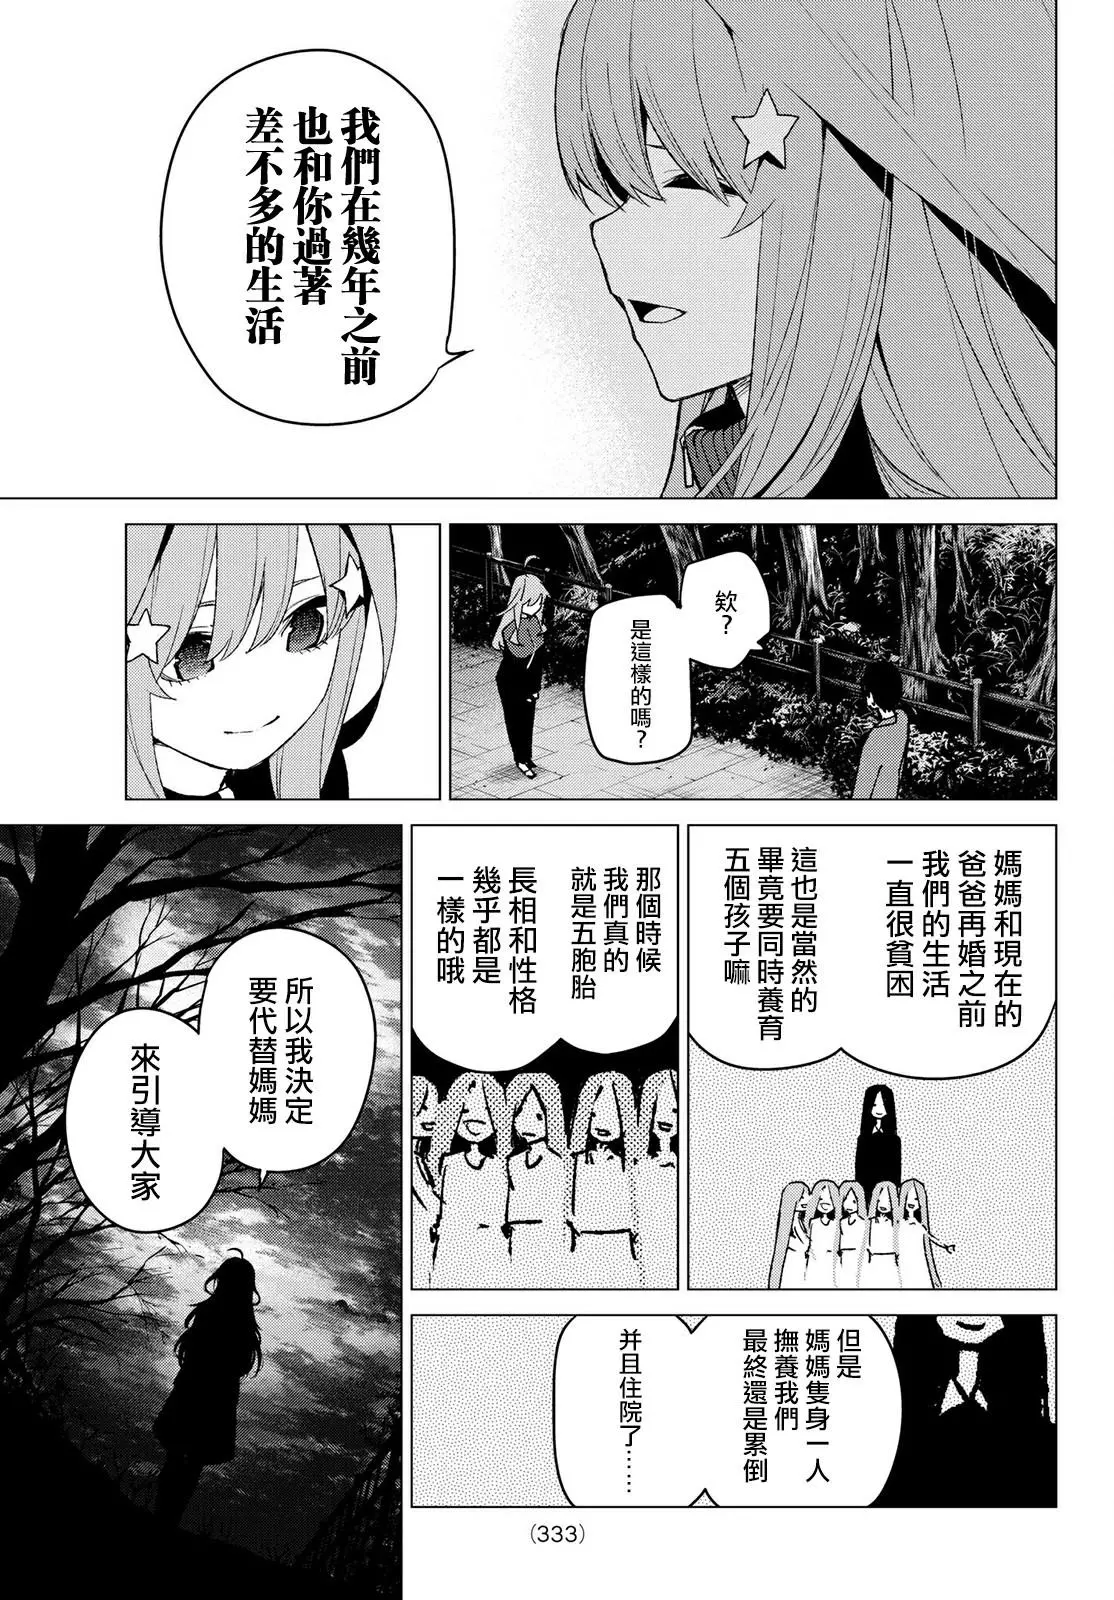 我們在幾年之前
也和你過著
差不多的生活
欸？
是這樣的嗎？
媽媽和現在的
爸爸再婚之前
我們的生活
一直很貧困
這也是當然的
畢竟要同時養育
五個孩子嘛
那個時候
我們真的
就是五胞胎
長相和性格
幾乎都是
一樣的哦
但是
媽媽隻身一人
撫養我們
最終還是累倒
并且住院了……
所以我決定
要代替媽媽
來引導大家
(333)